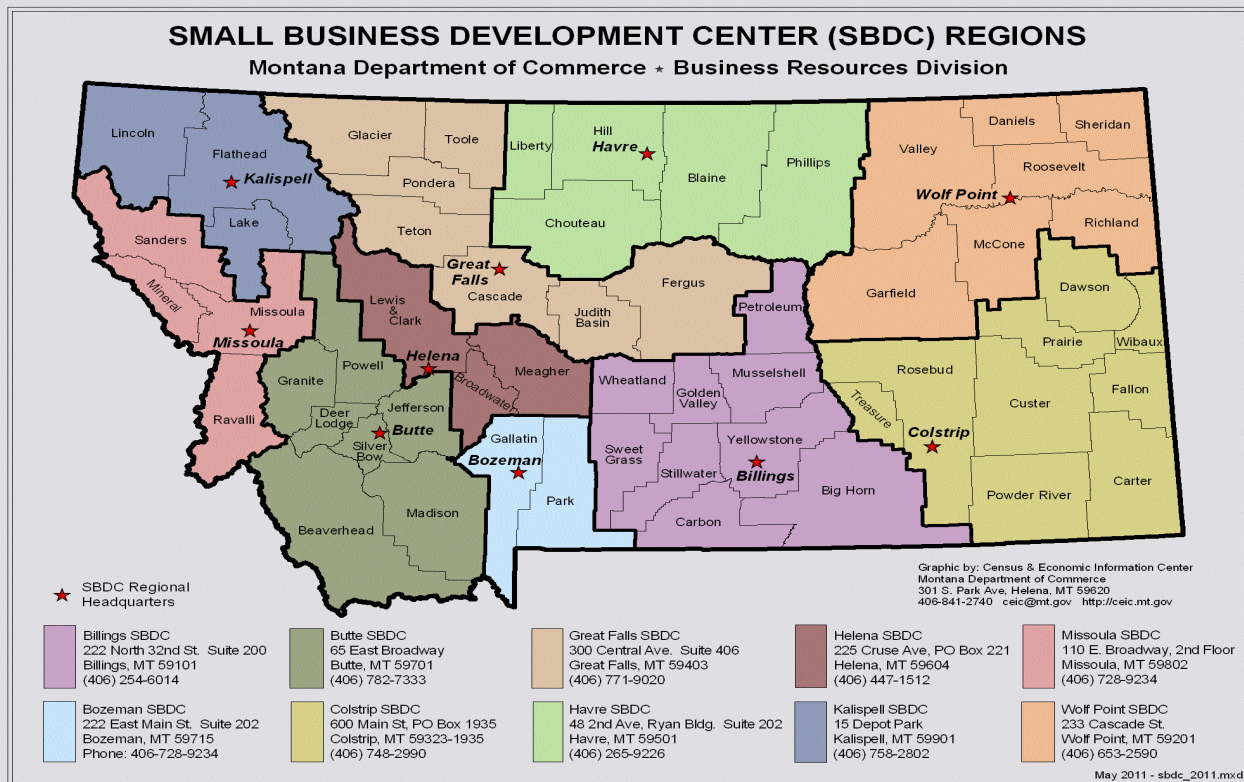 SMALL BUSINESS DEVELOPMENT CENTER (SBDC) REGIONS
Montana Department of Commerce ★ Business Resources Division
Lincoln
Flathead
Kalispell
Lake
Glacier
Toole
Pondera
Teton
Liberty
Hill
Havre
Blaine
Phillips
Chouteau
Valley
Daniels
Sheridan
Roosevelt
Wolf Point
Richland
McCone
Garfield
Sanders
Mineral
Missoula
Missoula
Ravalli
Lewis
&
Clark
Helena
Broadwater
Meagher
Great
Falls
Cascade
Judith
Basin
Fergus
Petroleum
Dawson
Prairie
Wibaux
Rosebud
Treasure
Custer
Fallon
Colstrip
Powder River
Carter
Granite
Powell
Deer
Lodge
Jefferson
Butte
Silver
Bow
Beaverhead
Madison
Gallatin
Bozeman
Park
Wheatland
Golden
Valley
Musselshell
Sweet
Grass
Stillwater
Yellowstone
Billings
Big Horn
Carbon
Graphic by: Census & Economic Information Center
Montana Department of Commerce
301 S. Park Ave, Helena, MT 59620
406-841-2740 ceic@mt.gov http://ceic.mt.gov
SBDC Regional
Headquarters
Billings SBDC
222 North 32nd St. Suite 200
Billings, MT 59101
(406) 254-6014
Butte SBDC
65 East Broadway
Butte, MT 59701
(406) 782-7333
Great Falls SBDC
300 Central Ave. Suite 406
Great Falls, MT 59403
(406) 771-9020
Helena SBDC
225 Cruse Ave, PO Box 221
Helena, MT 59604
(406) 447-1512
Missoula SBDC
110 E. Broadway, 2nd Floor
Missoula, MT 59802
(406) 728-9234
Bozeman SBDC
222 East Main St. Suite 202
Bozeman, MT 59715
Phone: 406-728-9234
Colstrip SBDC
600 Main St, PO Box 1935
Colstrip, MT 59323-1935
(406) 748-2990
Havre SBDC
48 2nd Ave, Ryan Bldg. Suite 202
Havre, MT 59501
(406) 265-9226
Kalispell SBDC
15 Depot Park
Kalispell, MT 59901
(406) 758-2802
Wolf Point SBDC
233 Cascade St.
Wolf Point, MT 59201
(406) 653-2590
May 2011 - sbdc_2011.mxd